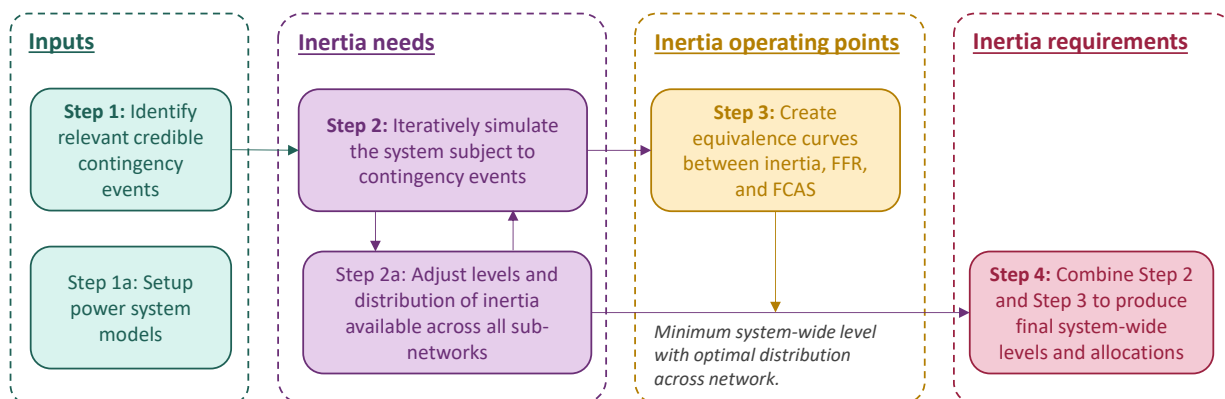 Inputs
Step 1: Identify
relevant credible
contingency
events
Step 1a: Setup
power system
models
Inertia needs
Step 2: Iteratively simulate
the system subject to
contingency events
Step 2a: Adjust levels and
distribution of inertia
available across all sub-
networks
Inertia operating points
Step 3: Create
equivalence curves
between inertia, FFR,
and FCAS
Minimum system-wide level
with optimal distribution
across network.
Inertia requirements
Step 4: Combine Step 2
and Step 3 to produce
final system-wide
levels and allocations